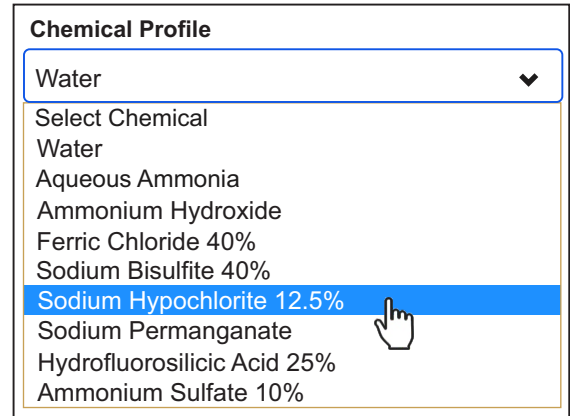 Chemical Profile
Water
Select Chemical
Water
Aqueous Ammonia
Ammonium Hydroxide
Ferric Chloride 40%
Sodium Bisulfite 40%
Sodium Hypochlorite 12.5%
Sodium Permanganate
Hydrofluorosilicic Acid 25%
Ammonium Sulfate 10%